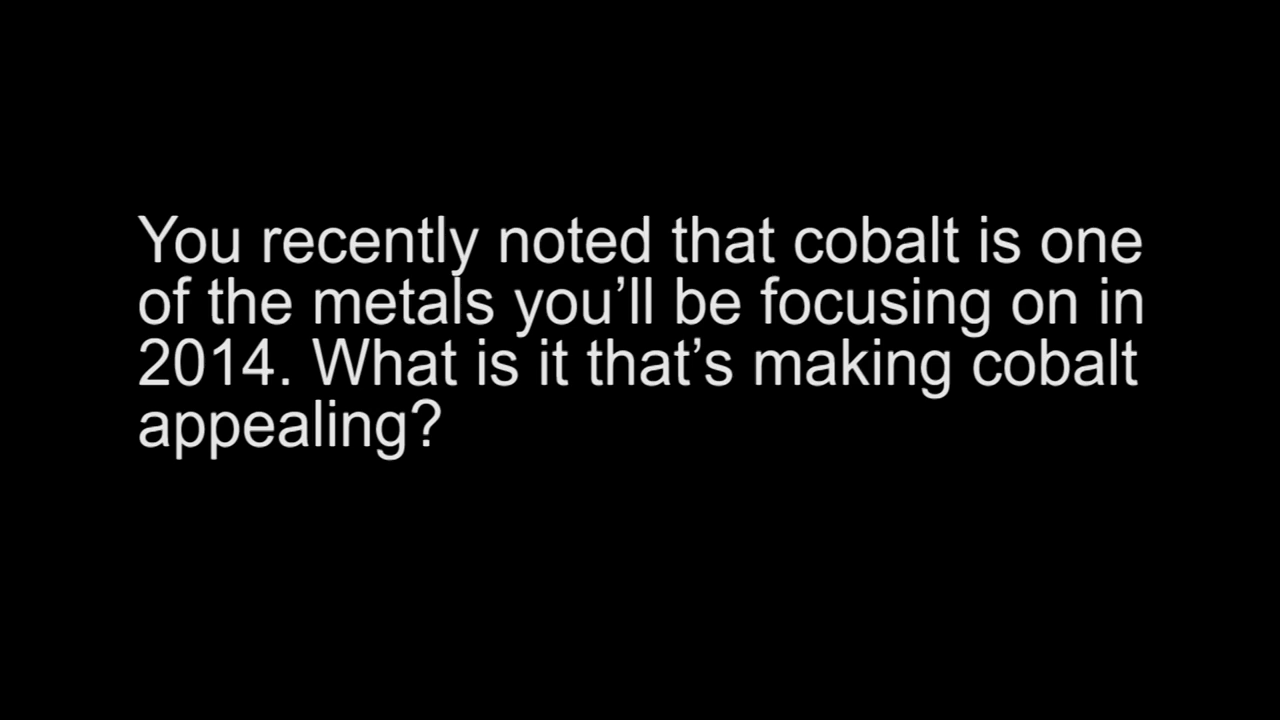 You recently noted that cobalt is one
of the metals you’ll be focusing on in
2014. What is it that’s making cobalt
appealing?